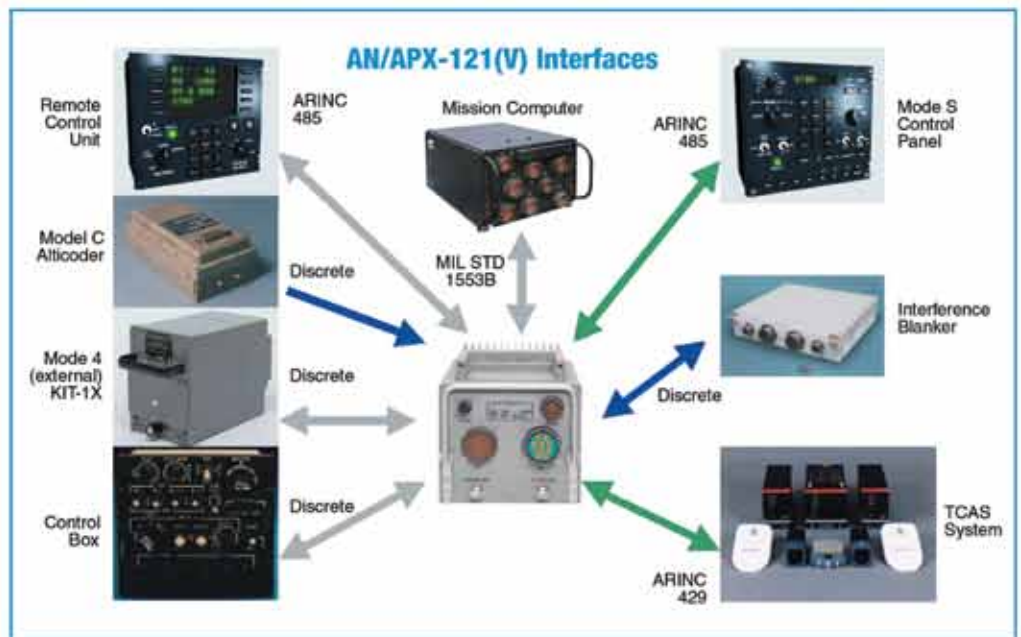 AN/APX-121(V) Interfaces
Remote
Control
Unit
ARINC
485
Mission Computer
ARINC
485
Mode S
Control
Panel
Model C
Alticoder
Discrete
MIL STD
1553B
Interference
Blanker
Mode 4
(external)
KIT-1X
Discrete
Discrete
Control
Box
Discrete
TCAS
System
ARINC
429